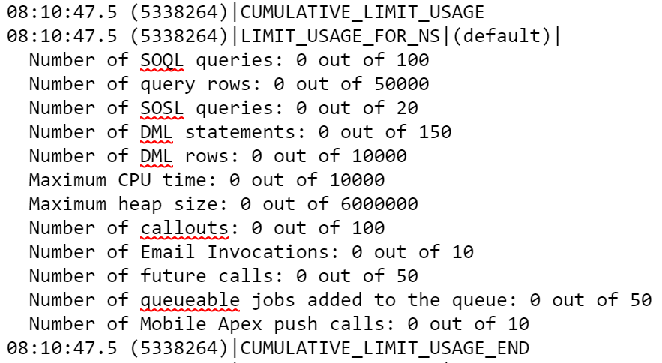 08:10:47.5 (5338264)|CUMULATIVE_LIMIT_USAGE
08:10:47.5 (5338264)|LIMIT_USAGE_FOR_NS|(default)|
Number of SOQL queries: 0 out of 100
Number of query rows: 0 out of 50000
Number of SOSL queries: 0 out of 20
Number of DML statements: 0 out of 150
Number of DML rows: 0 out of 10000
Maximum CPU time: 0 out of 10000
Maximum heap size: 0 out of 6000000
Number of callouts: 0 out of 100
Number of Email Invocations: 0 out of 10
Number of future calls: 0 out of 50
Number of queueable jobs added to the queue: 0 out of 50
Number of Mobile Apex push calls: 0 out of 10
08:10:47.5 (5338264)|CUMULATIVE_LIMIT_USAGE_END